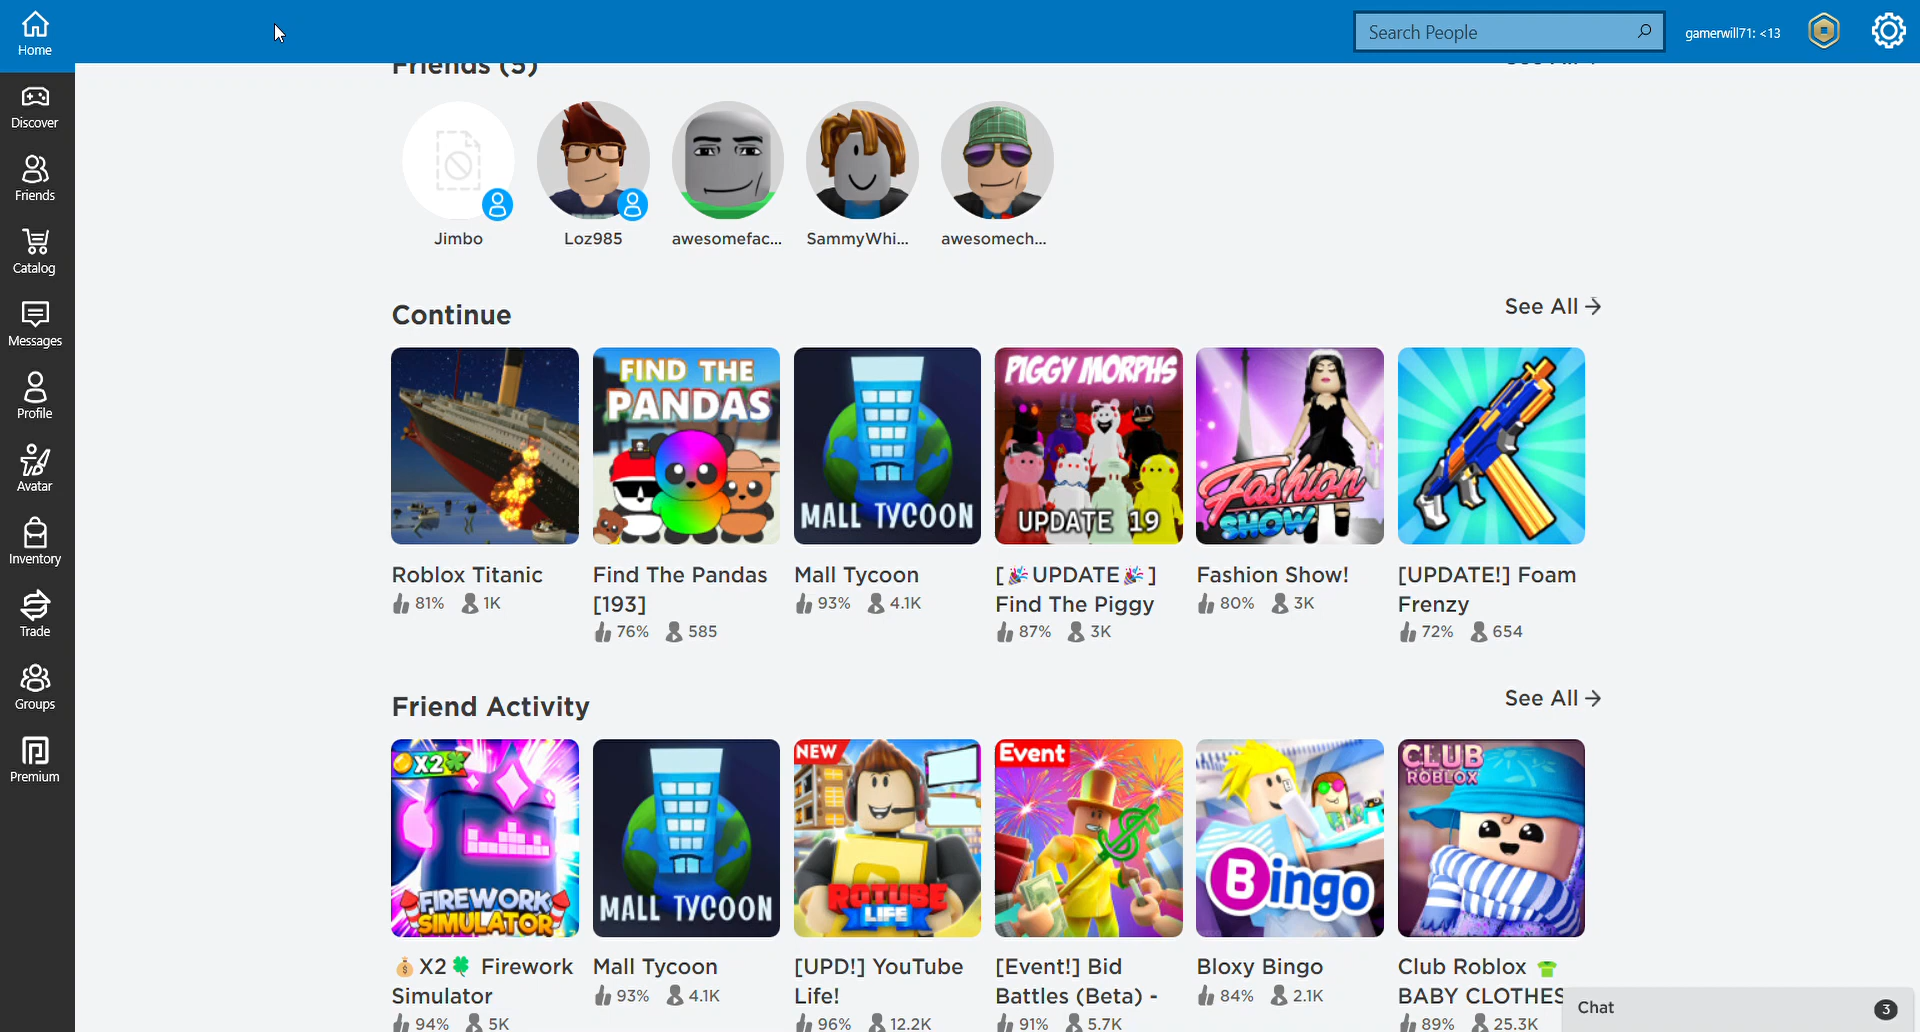 Home
Search People
gamerwill71: <13
Discover
Friends
Catalog
Messages
Profile
Avatar
Inventory
Trade
Groups
Premium
Friends (5)
See All
Jimbo
Loz985
awesomefac...
SammyWhi...
awesomech...
Continue
See All
FIND THE
PANDAS
MALL TYCOON
PIGGY MORPHS
UPDATE 19
Fashion
SHOW
Roblox Titanic
81% 1K
Find The Pandas
[193]
76% 585
Mall Tycoon
93% 4.1K
[🎉UPDATE🎉]
Find The Piggy
87% 3K
Fashion Show!
80% 3K
[UPDATE!] Foam
Frenzy
72% 654
Friend Activity
See All
X2
FIREWORK
SIMULATOR
MALL TYCOON
NEW
ROTUBE
LIFE
Event
Bingo
CLUB
ROBLOX
💰X2🍀 Firework
Simulator
94% 5K
Mall Tycoon
93% 4.1K
[UPD!] YouTube
Life!
96% 12.2K
[Event!] Bid
Battles (Beta) -
91% 5.7K
Bloxy Bingo
84% 2.1K
Club Roblox 👕
BABY CLOTHES
89% 25.3K
Chat
3